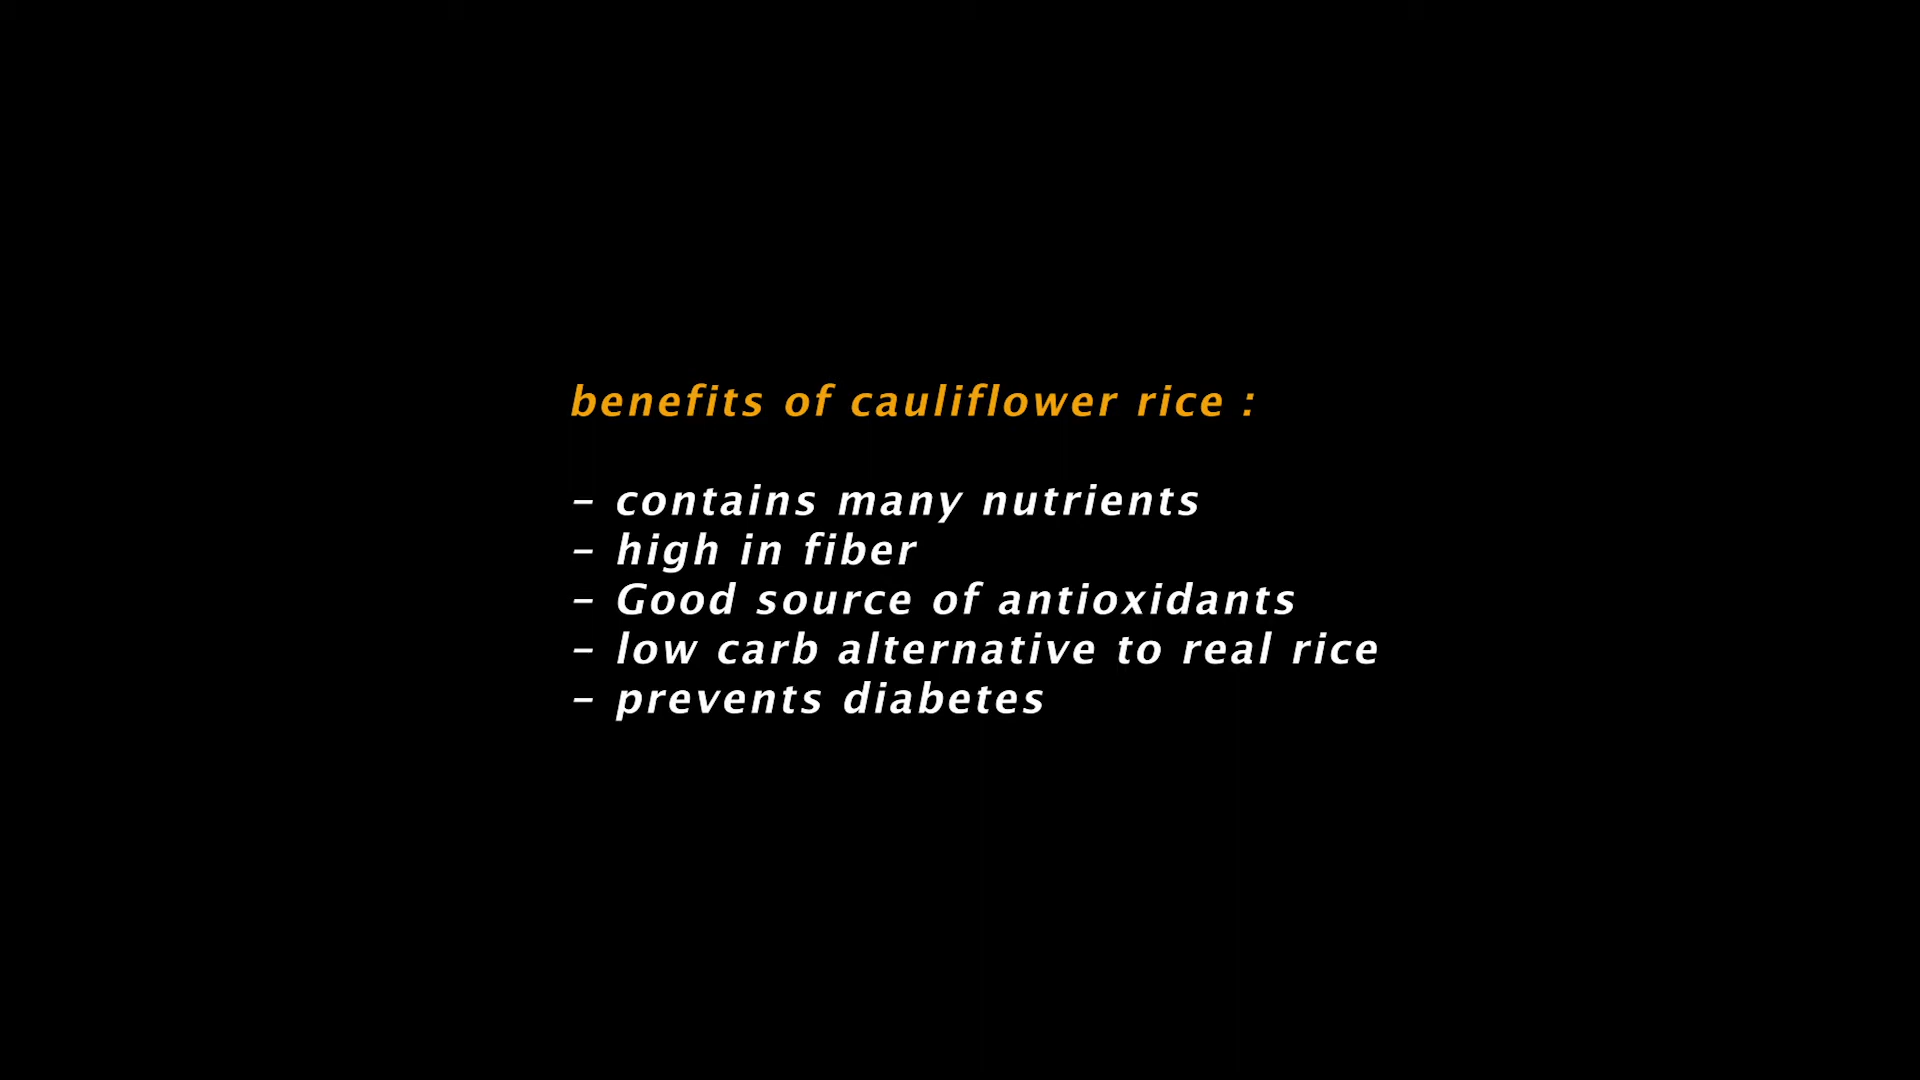 benefits of cauliflower rice :
- contains many nutrients
- high in fiber
- Good source of antioxidants
- low carb alternative to real rice
- prevents diabetes